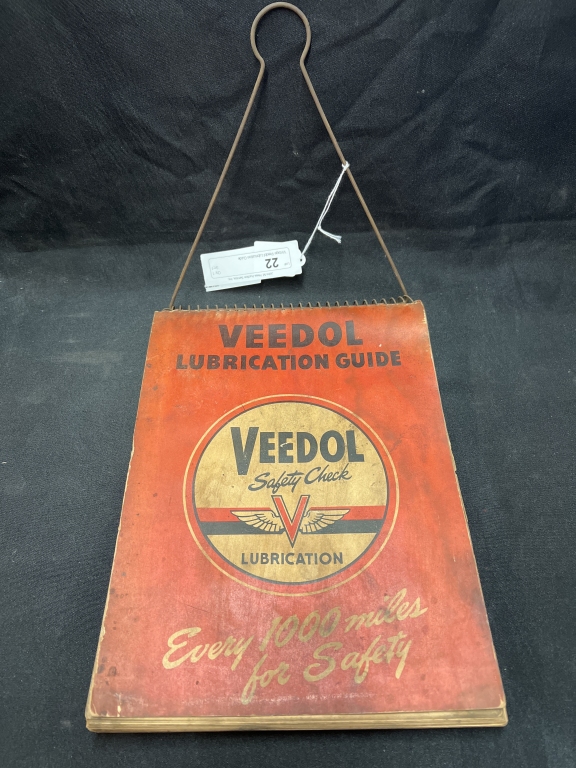 22
VEEDOL
LUBRICATION GUIDE
VEEDOL
Safety Check
V
LUBRICATION
Every 1000 miles
for Safety